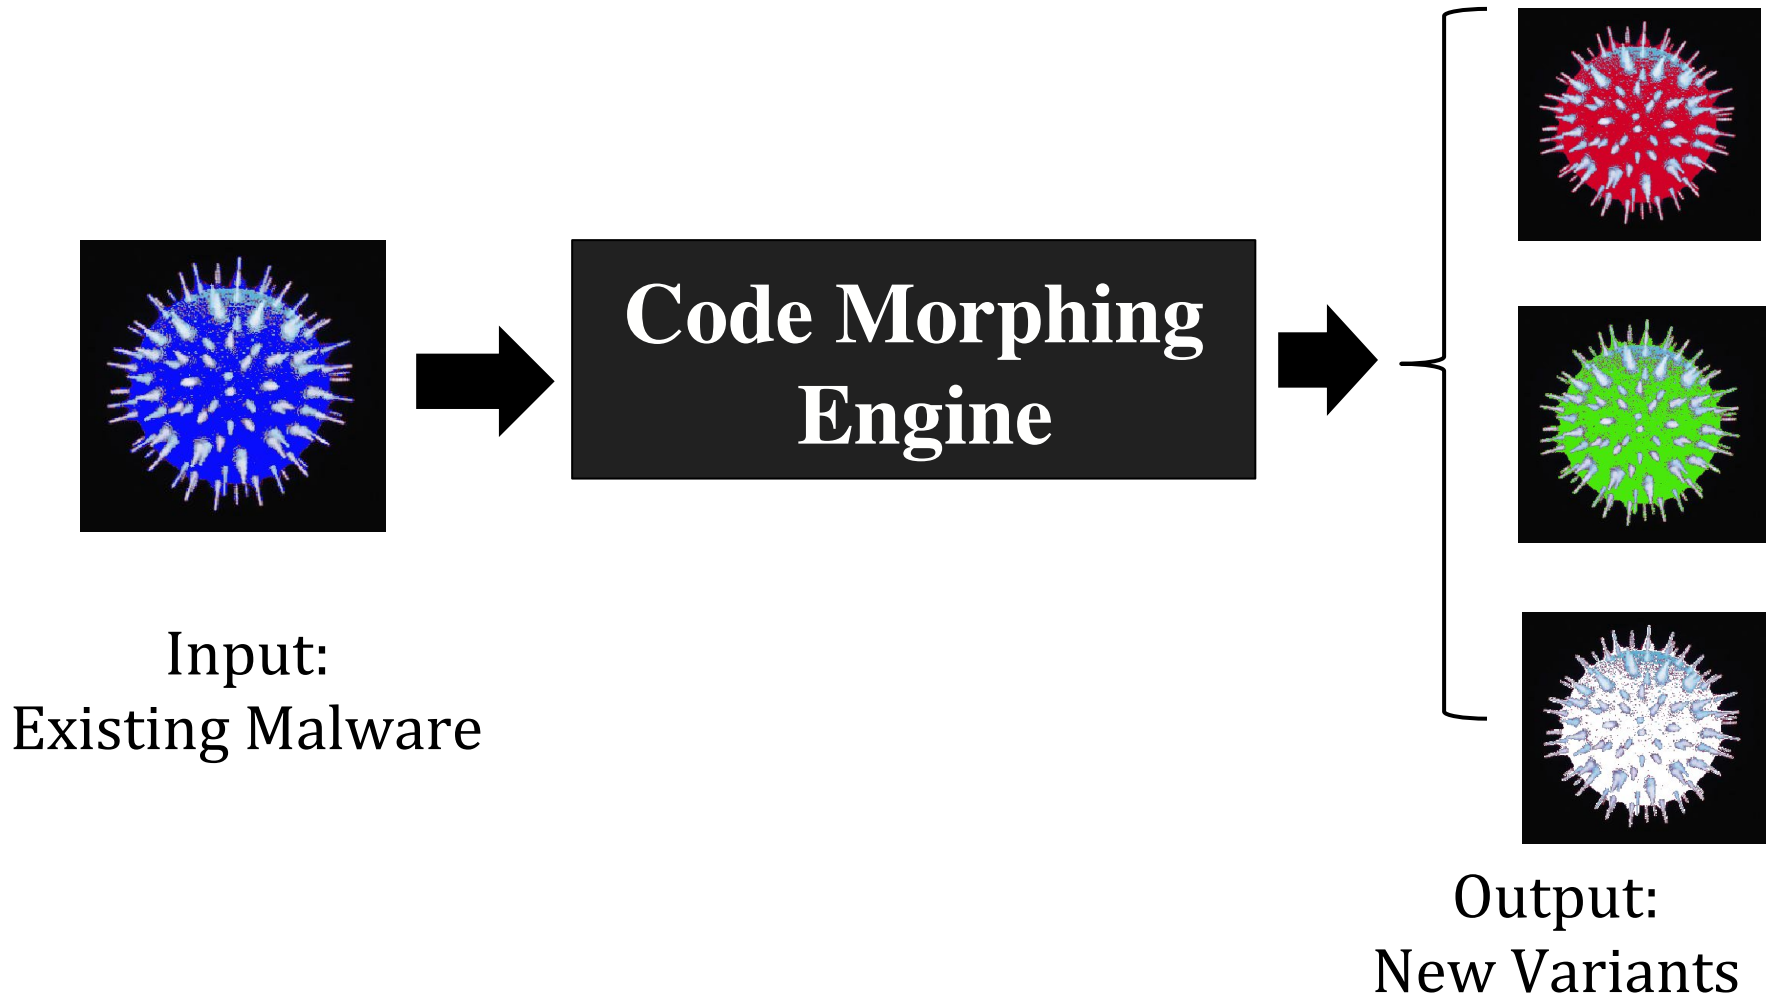 Code Morphing
Engine
Input:
Existing Malware
Output:
New Variants